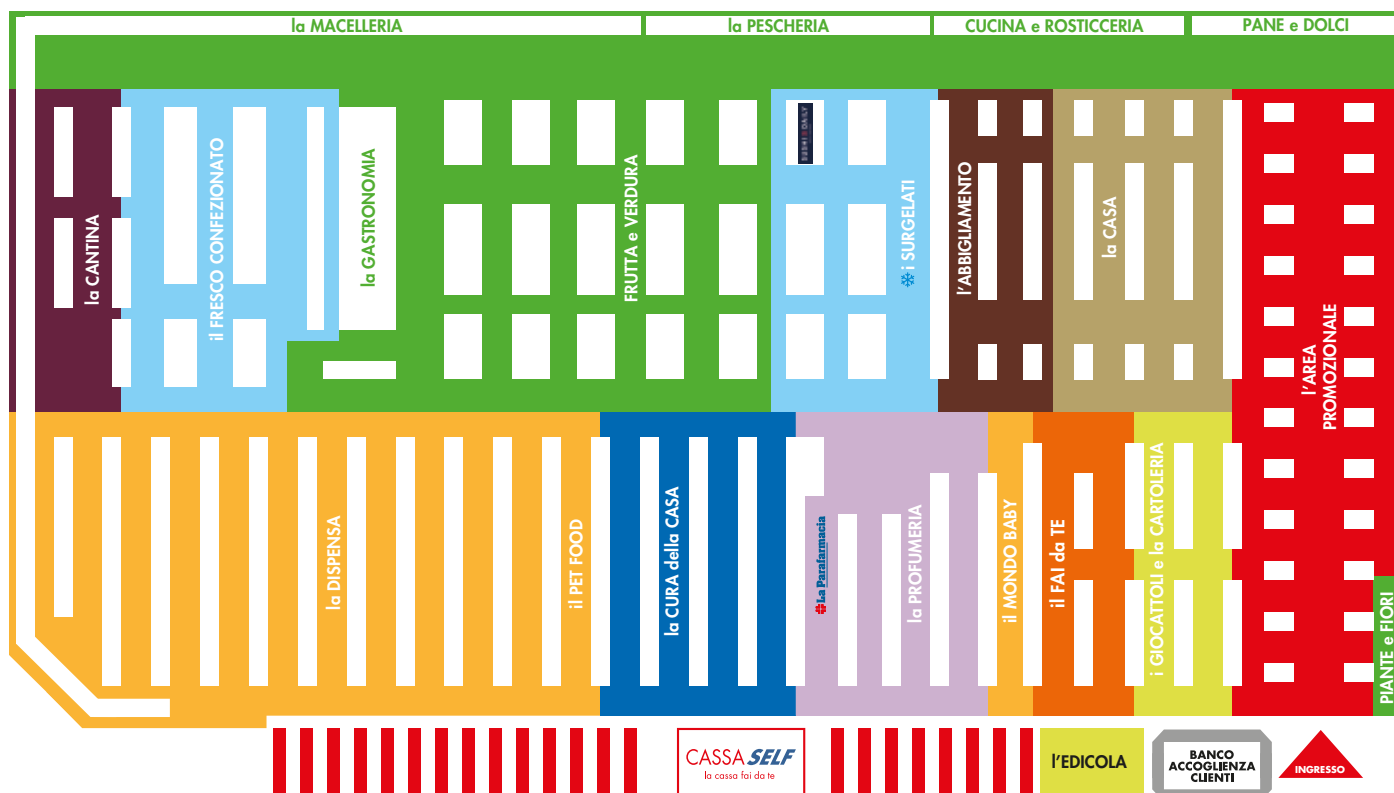 la MACELLERIA
la PESCHERIA
CUCINA e ROSTICCERIA
PANE e DOLCI
la CANTINA
il FRESCO CONFEZIONATO
la GASTRONOMIA
FRUTTA e VERDURA
SUSHI DAILY
i SURGELATI
l'ABBIGLIAMENTO
la CASA
l'AREA
PROMOZIONALE
la DISPENSA
il PET FOOD
la CURA della CASA
La Parafarmacia
la PROFUMERIA
il MONDO BABY
il FAI da TE
i GIOCATTOLI e la CARTOLERIA
PIANTE e FIORI
CASSA SELF
la cassa fai da te
l'EDICOLA
BANCO
ACCOGLIENZA
CLIENTI
INGRESSO